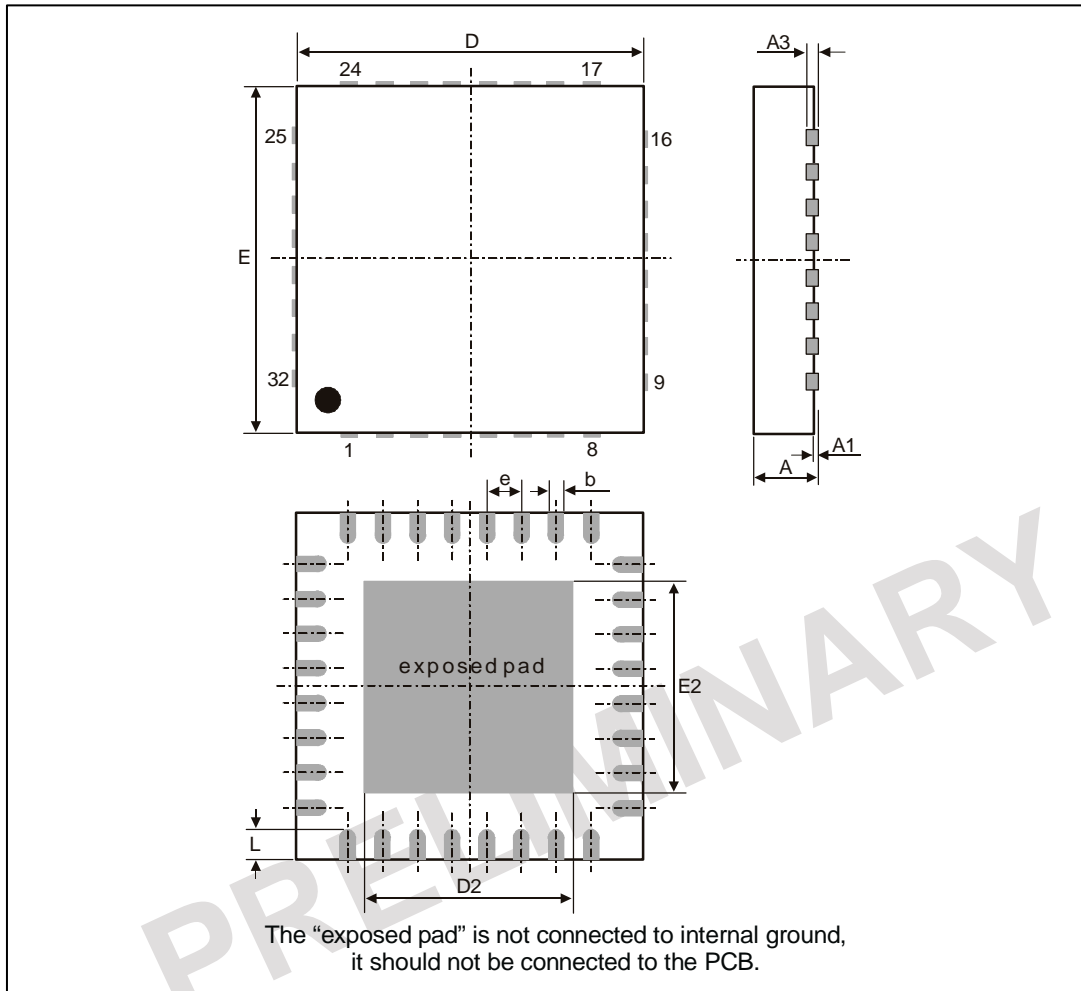 D
A3
24 17
25 16
E
32 9
1 8
A A1
e b
exposed pad
E2
L
D2
PRELIMINARY
The “exposed pad” is not connected to internal ground,
it should not be connected to the PCB.